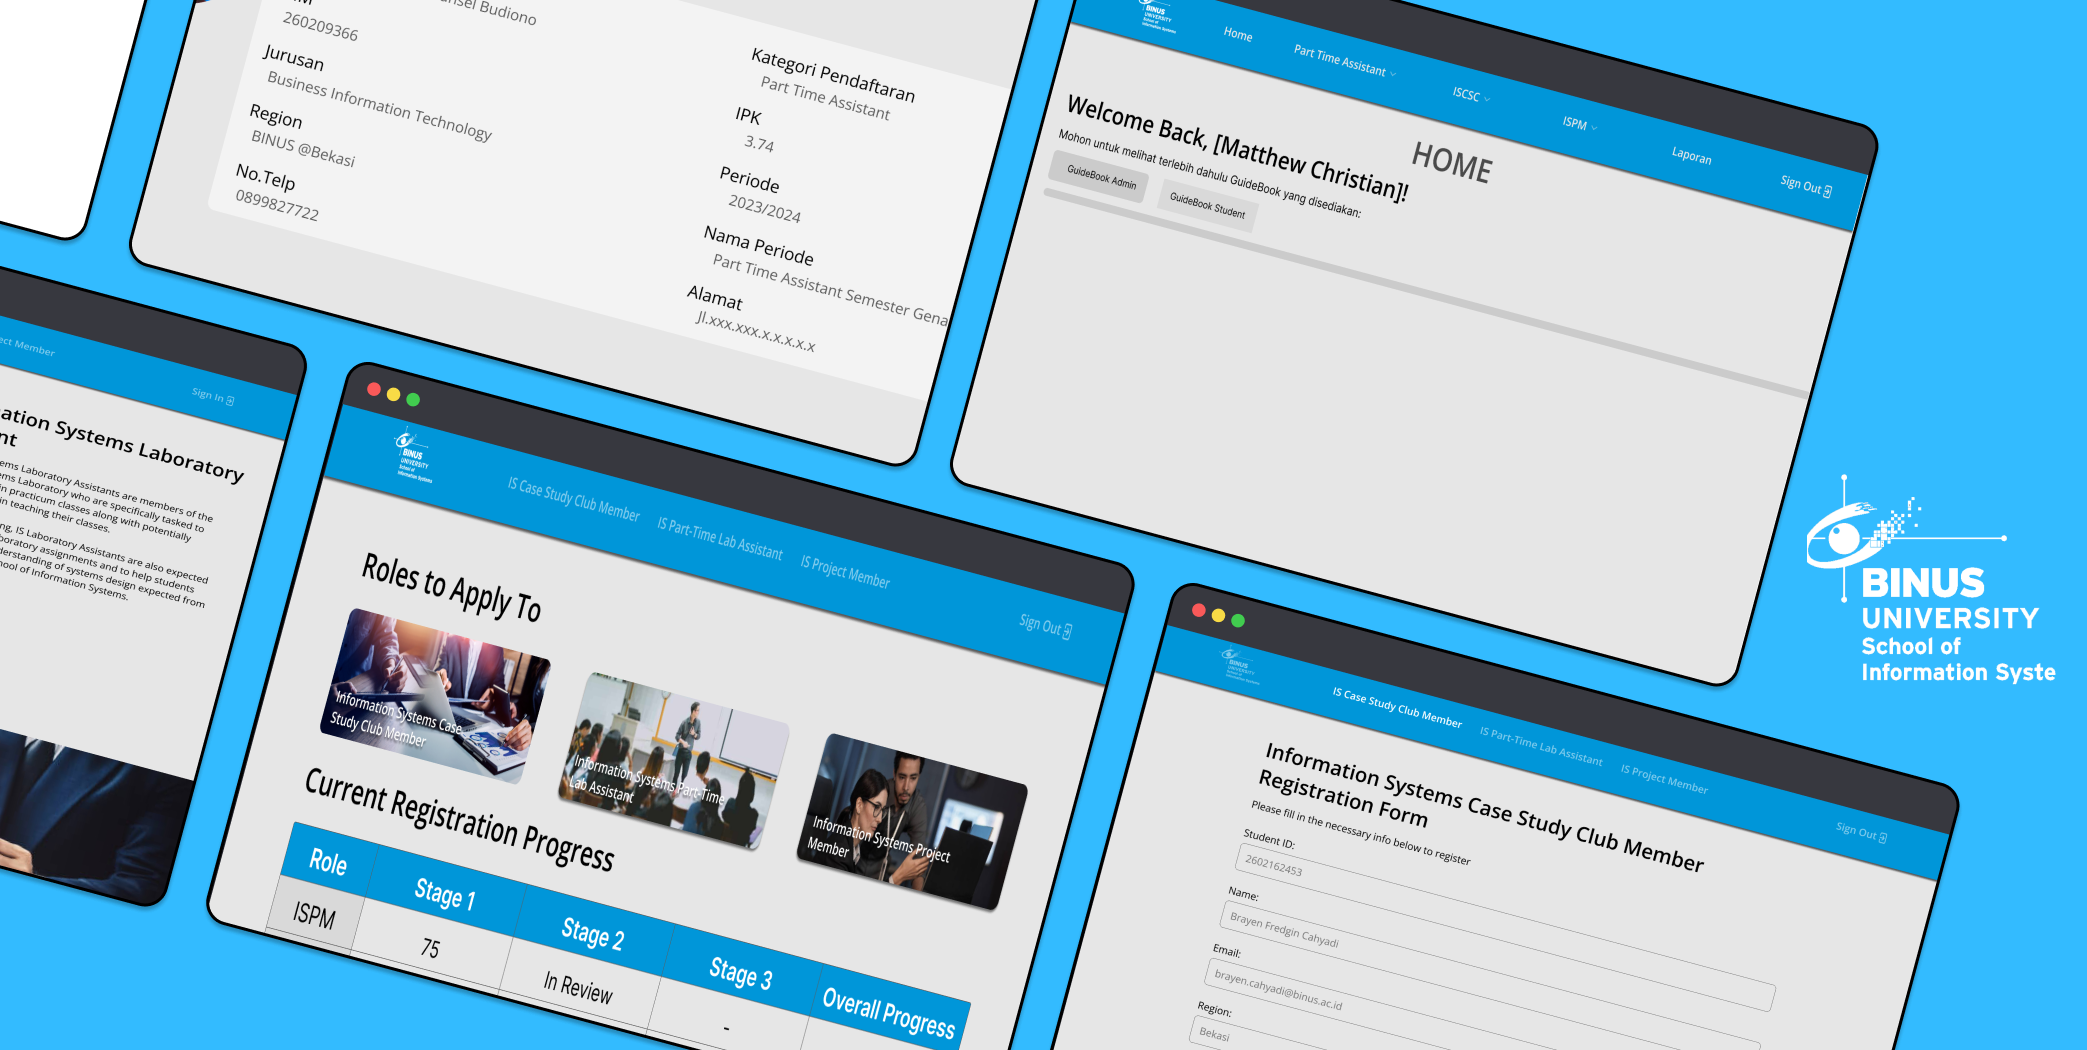 Budiono
260209366
Jurusan
Business Information Technology
Region
BINUS @Bekasi
No.Telp
0899827722
Kategori Pendaftaran
Part Time Assistant
IPK
3.74
Periode
2023/2024
Nama Periode
Part Time Assistant Semester Gena
Alamat
Jl.xxx.xxx.x.x.x.x.x
Home
Part Time Assistant
ISCSC
ISPM
Laporan
Sign Out
HOME
Welcome Back, [Matthew Christian]!
Mohon untuk melihat terlebih dahulu GuideBook yang disediakan:
GuideBook Admin
GuideBook Student
ect Member
Sign In
ation Systems Laboratory
nt
ems Laboratory Assistants are members of the
ems Laboratory who are specifically tasked to
in practicum classes along with potentially
in teaching their classes.
ng, IS Laboratory Assistants are also expected
boratory assignments and to help students
derstanding of systems design expected from
hool of Information Systems.
BINUS
UNIVERSITY
School of
Information Systems
IS Case Study Club Member
IS Part-Time Lab Assistant
IS Project Member
Sign Out
Roles to Apply To
Information Systems Case
Study Club Member
Information Systems Part-Time
Lab Assistant
Information Systems Project
Member
Current Registration Progress
Role
Stage 1
Stage 2
Stage 3
Overall Progress
ISPM
75
In Review
-
BINUS
UNIVERSITY
School of
Information Syste
BINUS
UNIVERSITY
IS Case Study Club Member
IS Part-Time Lab Assistant
IS Project Member
Sign Out
Information Systems Case Study Club Member
Registration Form
Please fill in the necessary info below to register
Student ID:
2602162453
Name:
Brayen Fredgin Cahyadi
Email:
brayen.cahyadi@binus.ac.id
Region:
Bekasi